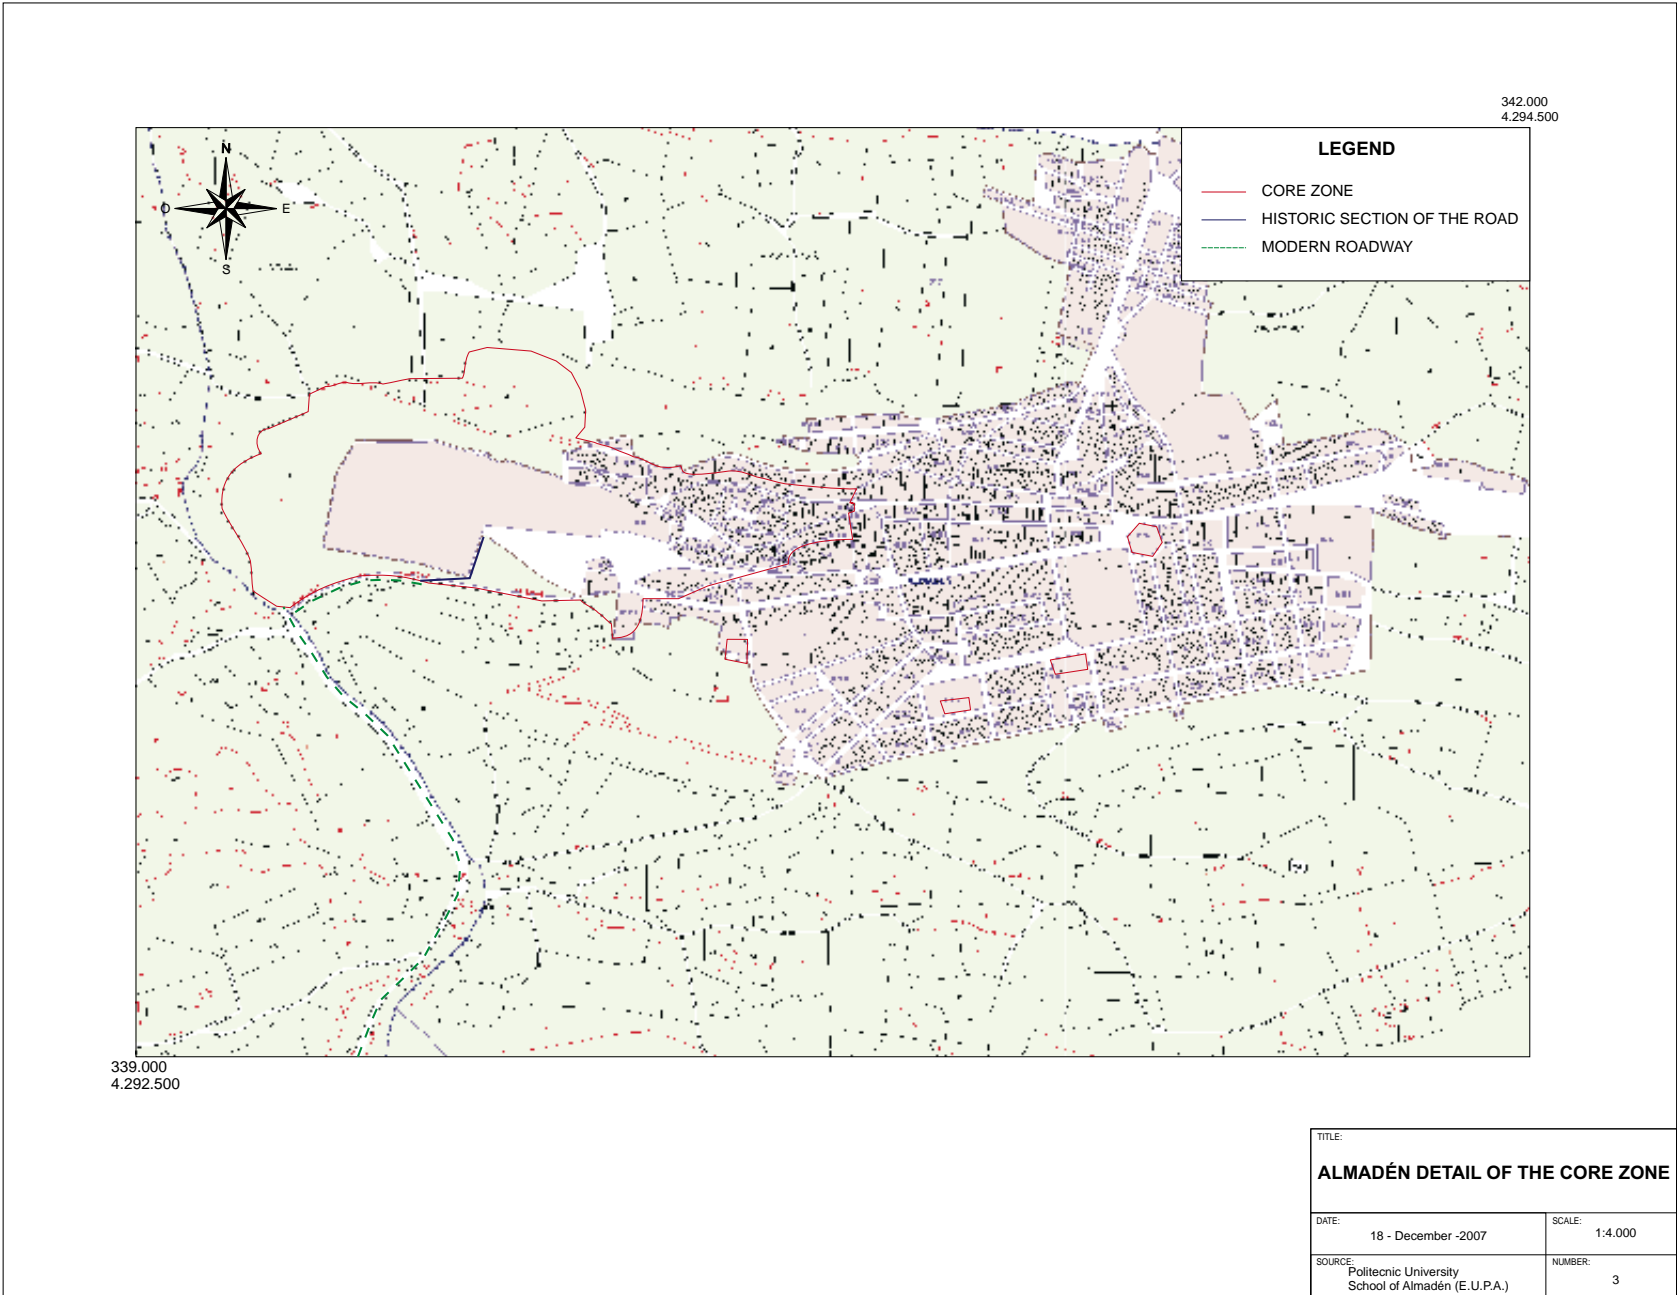 342.000
4.294.500
LEGEND
CORE ZONE
HISTORIC SECTION OF THE ROAD
MODERN ROADWAY
N
O
E
S
339.000
4.292.500
TITLE:
ALMADÉN DETAIL OF THE CORE ZONE
DATE:
18 - December -2007
SCALE:
1:4.000
SOURCE:
Politecnic University
School of Almadén (E.U.P.A.)
NUMBER:
3